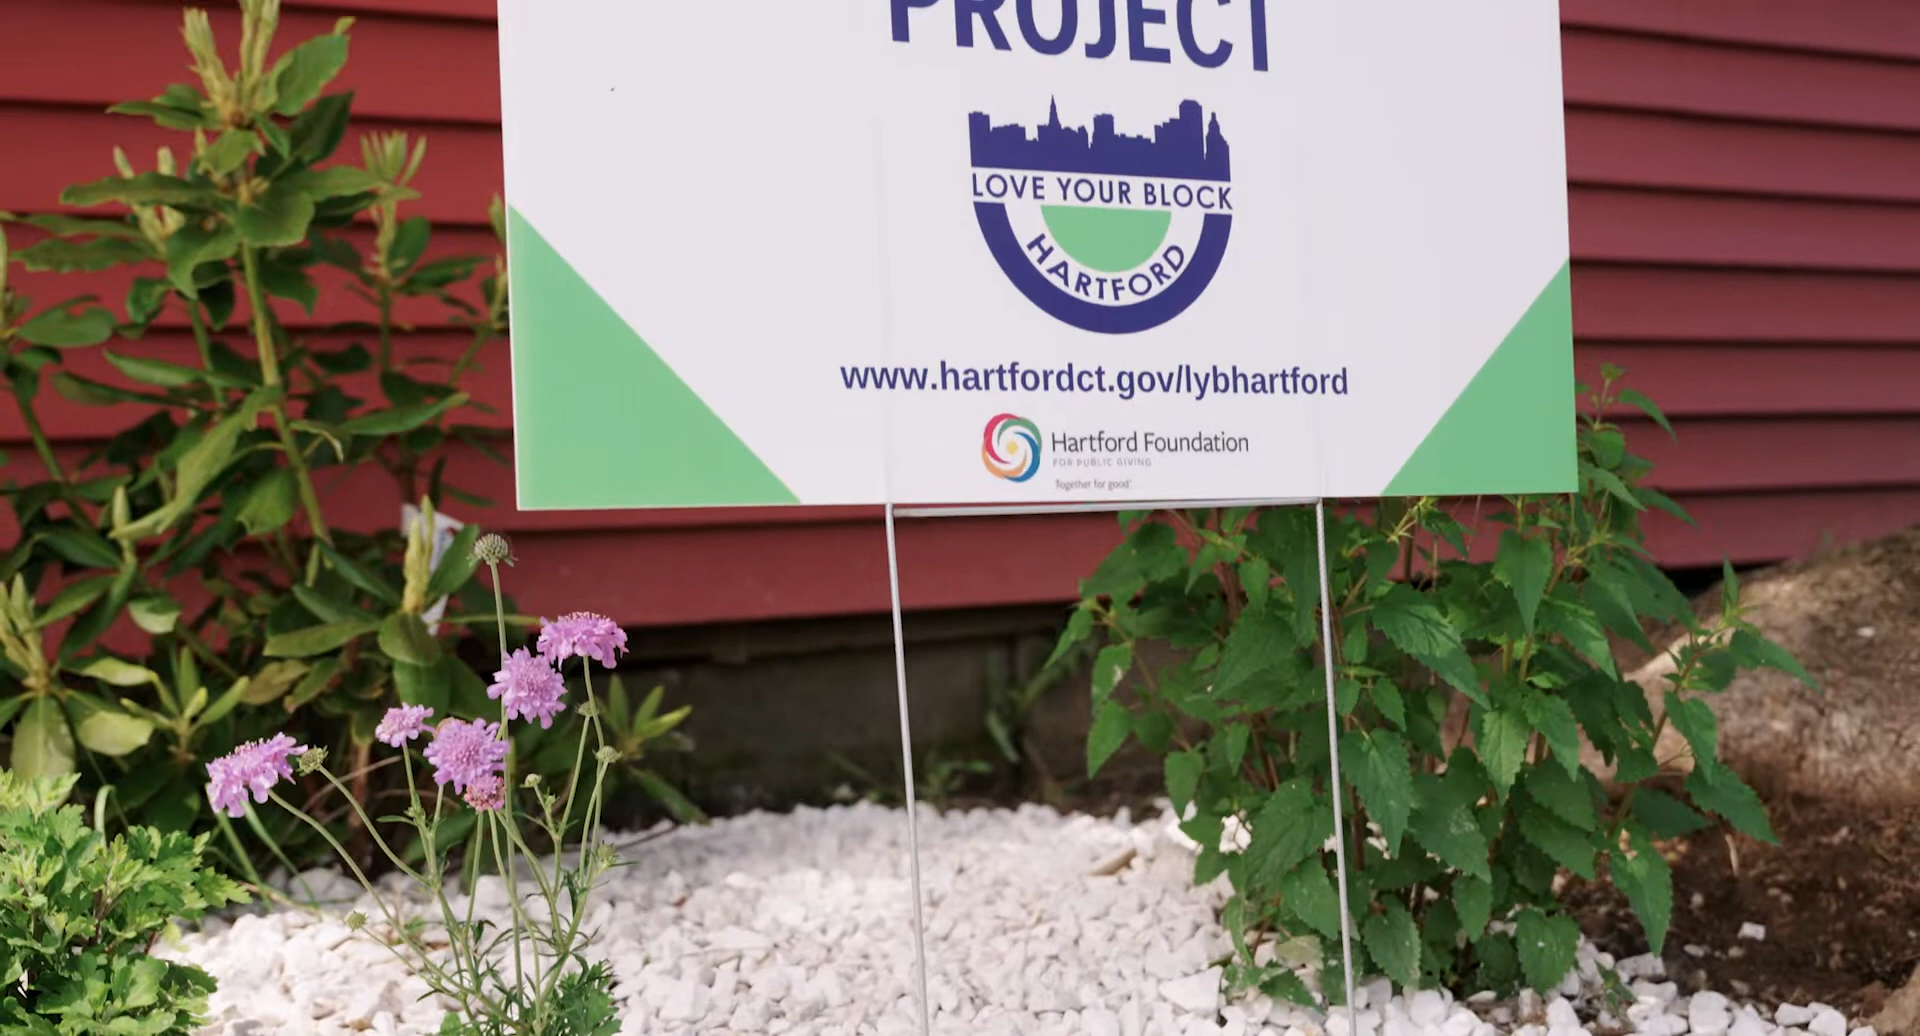 PROJECT
LOVE YOUR BLOCK
HARTFORD
www.hartfordct.gov/lybhartford
Hartford Foundation
FOR PUBLIC GIVING
Together for good.